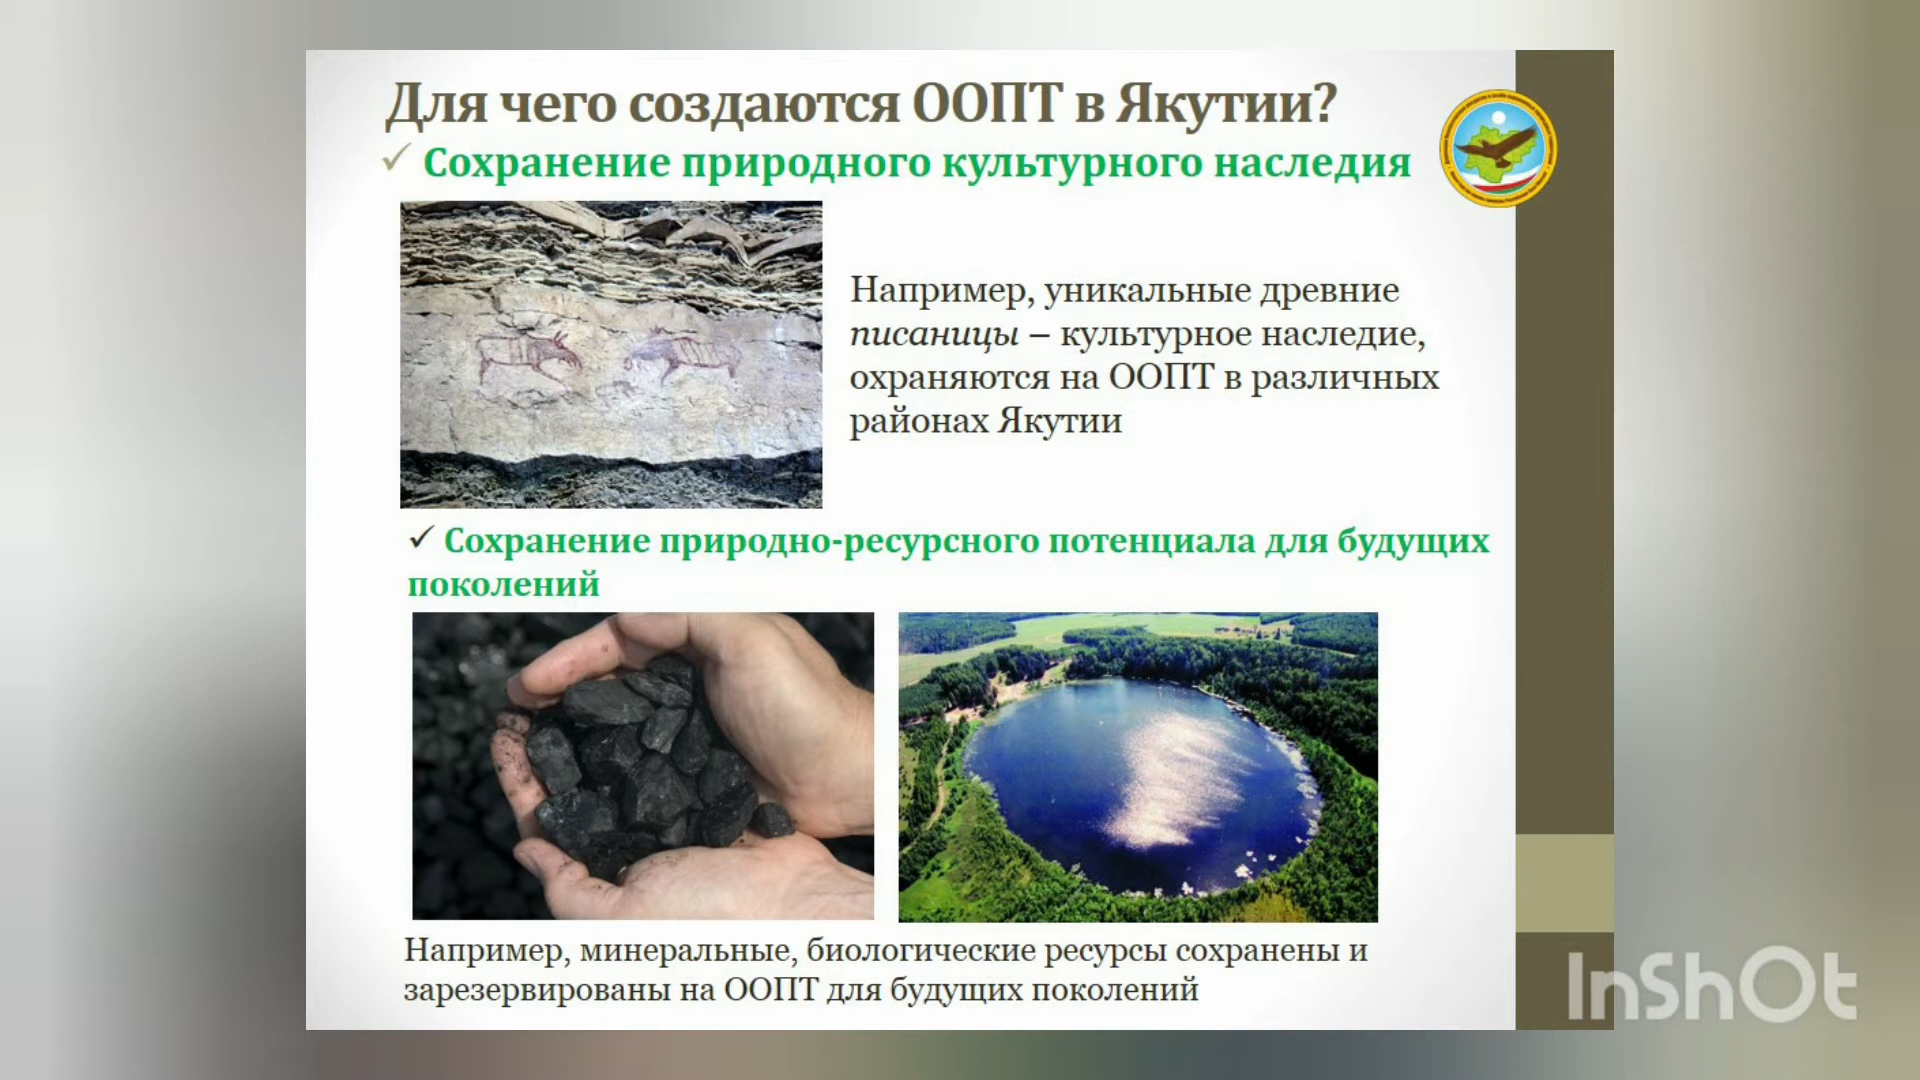 Для чего создаются ООПТ в Якутии?
✓ Сохранение природного культурного наследия
Например, уникальные древние
писаницы – культурное наследие,
охраняются на ООПТ в различных
районах Якутии
✓ Сохранение природно-ресурсного потенциала для будущих
поколений
Например, минеральные, биологические ресурсы сохранены и
зарезервированы на ООПТ для будущих поколений
InShOt